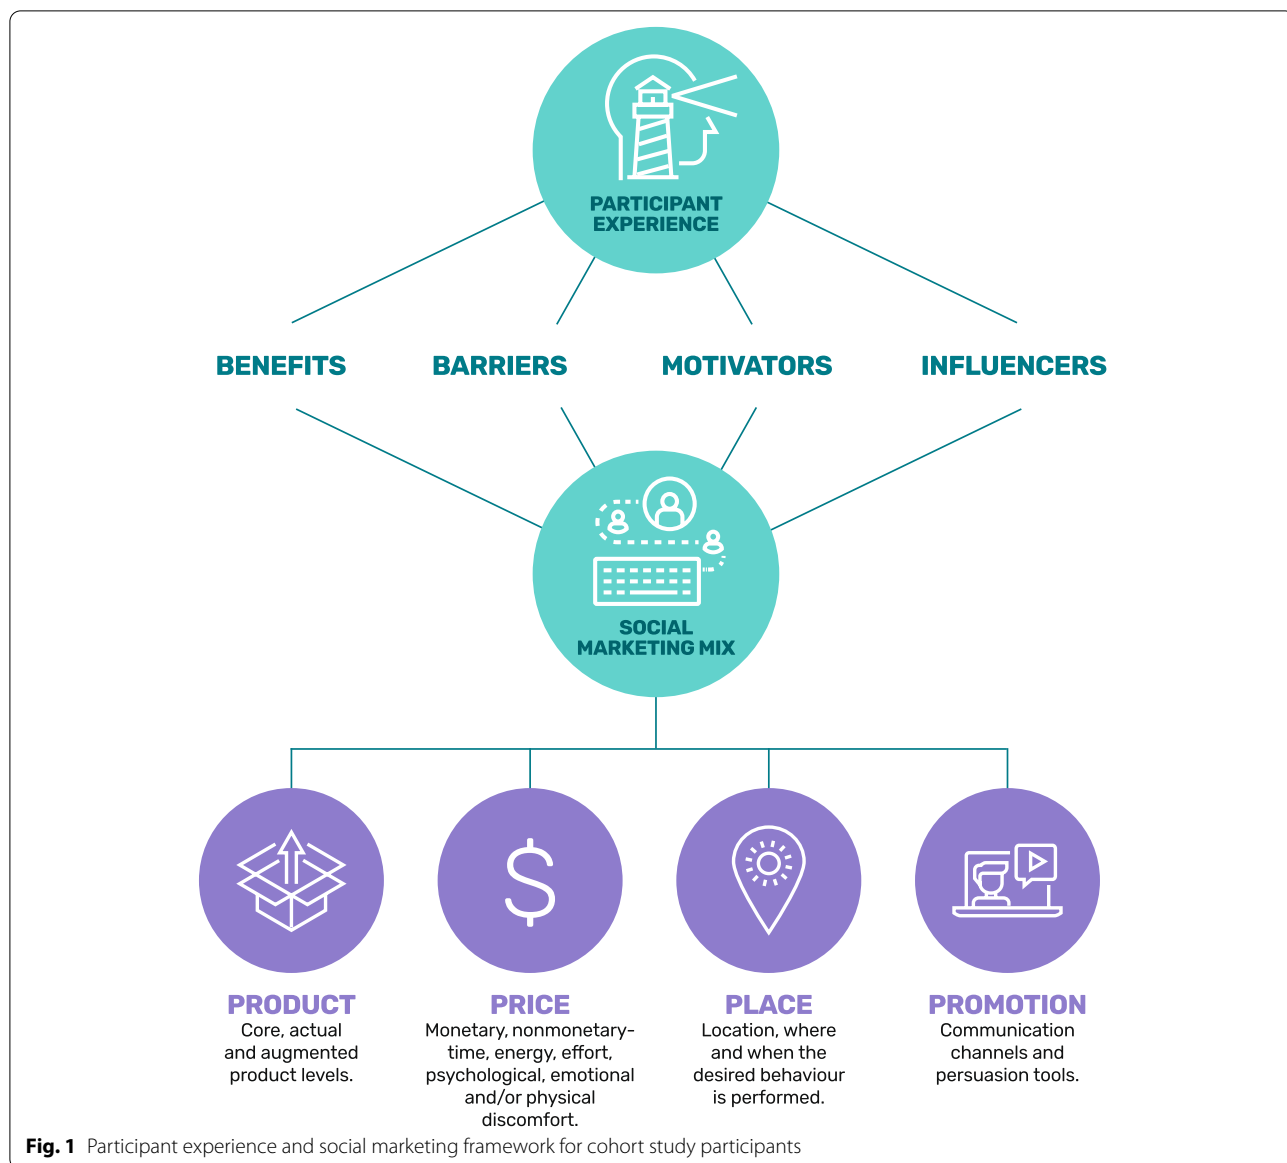 PARTICIPANT
EXPERIENCE
BENEFITS
BARRIERS
MOTIVATORS
INFLUENCERS
SOCIAL
MARKETING MIX
PRODUCT
Core, actual
and augmented
product levels.
PRICE
Monetary, nonmonetary-
time, energy, effort,
psychological, emotional
and/or physical
discomfort.
PLACE
Location, where
and when the
desired behaviour
is performed.
PROMOTION
Communication
channels and
persuasion tools.
Fig. 1 Participant experience and social marketing framework for cohort study participants